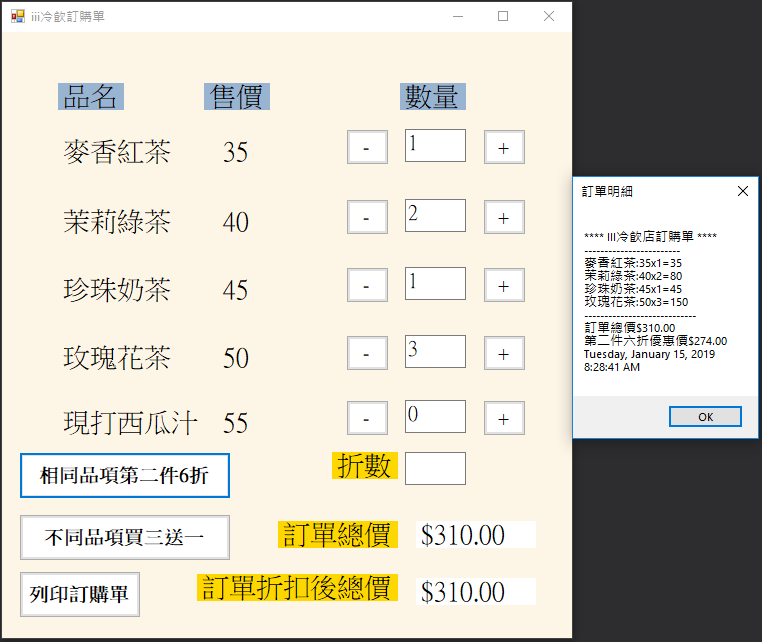 iii冷飲訂購單
品名 售價 數量
麥香紅茶 35 - 1 +
茉莉綠茶 40 - 2 +
珍珠奶茶 45 - 1 +
玫瑰花茶 50 - 3 +
現打西瓜汁 55 - 0 +
相同品項第二件6折 折數
不同品項買三送一 訂單總價 $310.00
列印訂購單 訂單折扣後總價 $310.00
訂單明細
**** III冷飲店訂購單 ****
------------------------
麥香紅茶:35x1=35
茉莉綠茶:40x2=80
珍珠奶茶:45x1=45
玫瑰花茶:50x3=150
----------------------------
訂單總價$310.00
第二件六折優惠價$274.00
Tuesday, January 15, 2019
8:28:41 AM
OK